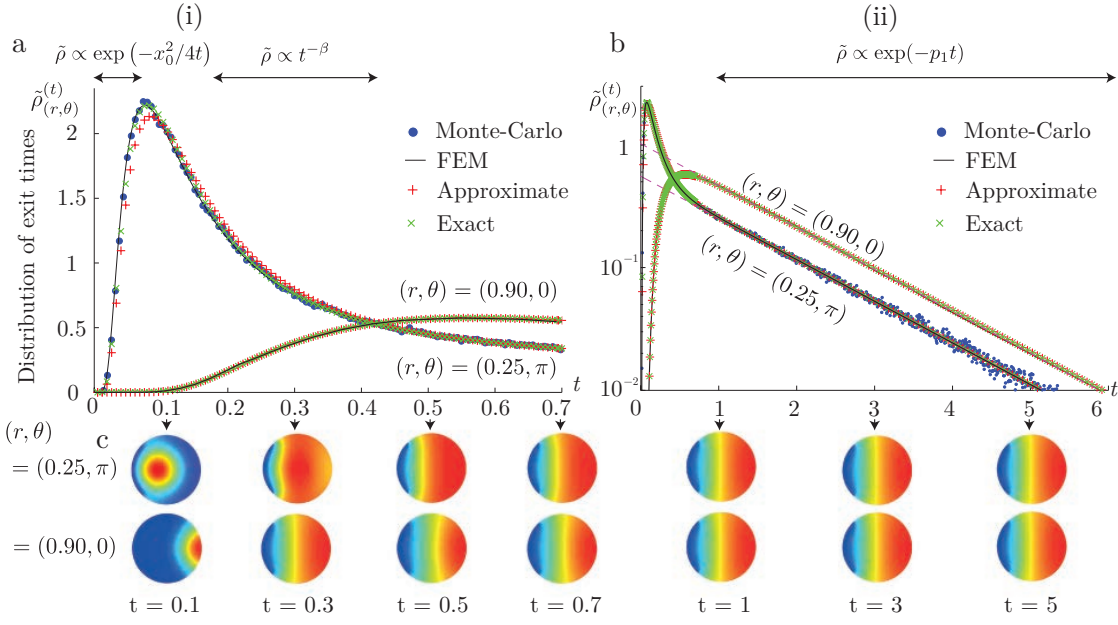 (i) (ii)
a b
ρ̃ ∝ exp (−x₀²/4t) ρ̃ ∝ t^−β ρ̃ ∝ exp(−p₁t)
ρ̃_(r,θ)^(t) ρ̃_(r,θ)^(t)
Distribution of exit times
2
1.5
1
0.5
0
Monte-Carlo
FEM
Approximate
Exact
(r, θ) = (0.90, 0)
(r, θ) = (0.25, π)
0 0.1 0.2 0.3 0.4 0.5 0.6 0.7 t
1
10⁻¹
10⁻²
Monte-Carlo
FEM
Approximate
Exact
(r, θ) = (0.90, 0)
(r, θ) = (0.25, π)
0 1 2 3 4 5 6 t
(r, θ) c
= (0.25, π)
= (0.90, 0)
t = 0.1 t = 0.3 t = 0.5 t = 0.7 t = 1 t = 3 t = 5